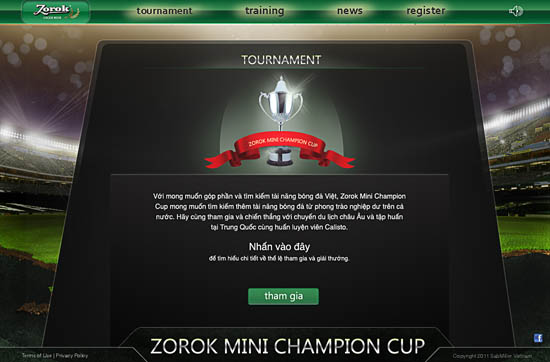 Zorok
tournament
training
news
register
TOURNAMENT
ZOROK MINI CHAMPION CUP
Với mong muốn góp phần và tìm kiếm tài năng bóng đá Việt, Zorok Mini Champion
Cup mong muốn tìm kiếm thêm tài năng bóng đá từ phong trào nghiệp dư trên cả
nước. Hãy cùng tham gia và chiến thắng với chuyến du lịch châu Âu và tập huấn
tại Trung Quốc cùng huấn luyện viên Calisto.
Nhấn vào đây
để tìm hiểu chi tiết về thể lệ tham gia và giải thưởng.
tham gia
ZOROK MINI CHAMPION CUP
Terms of Use | Privacy Policy
Copyright 2011 SabMiller Vietnam